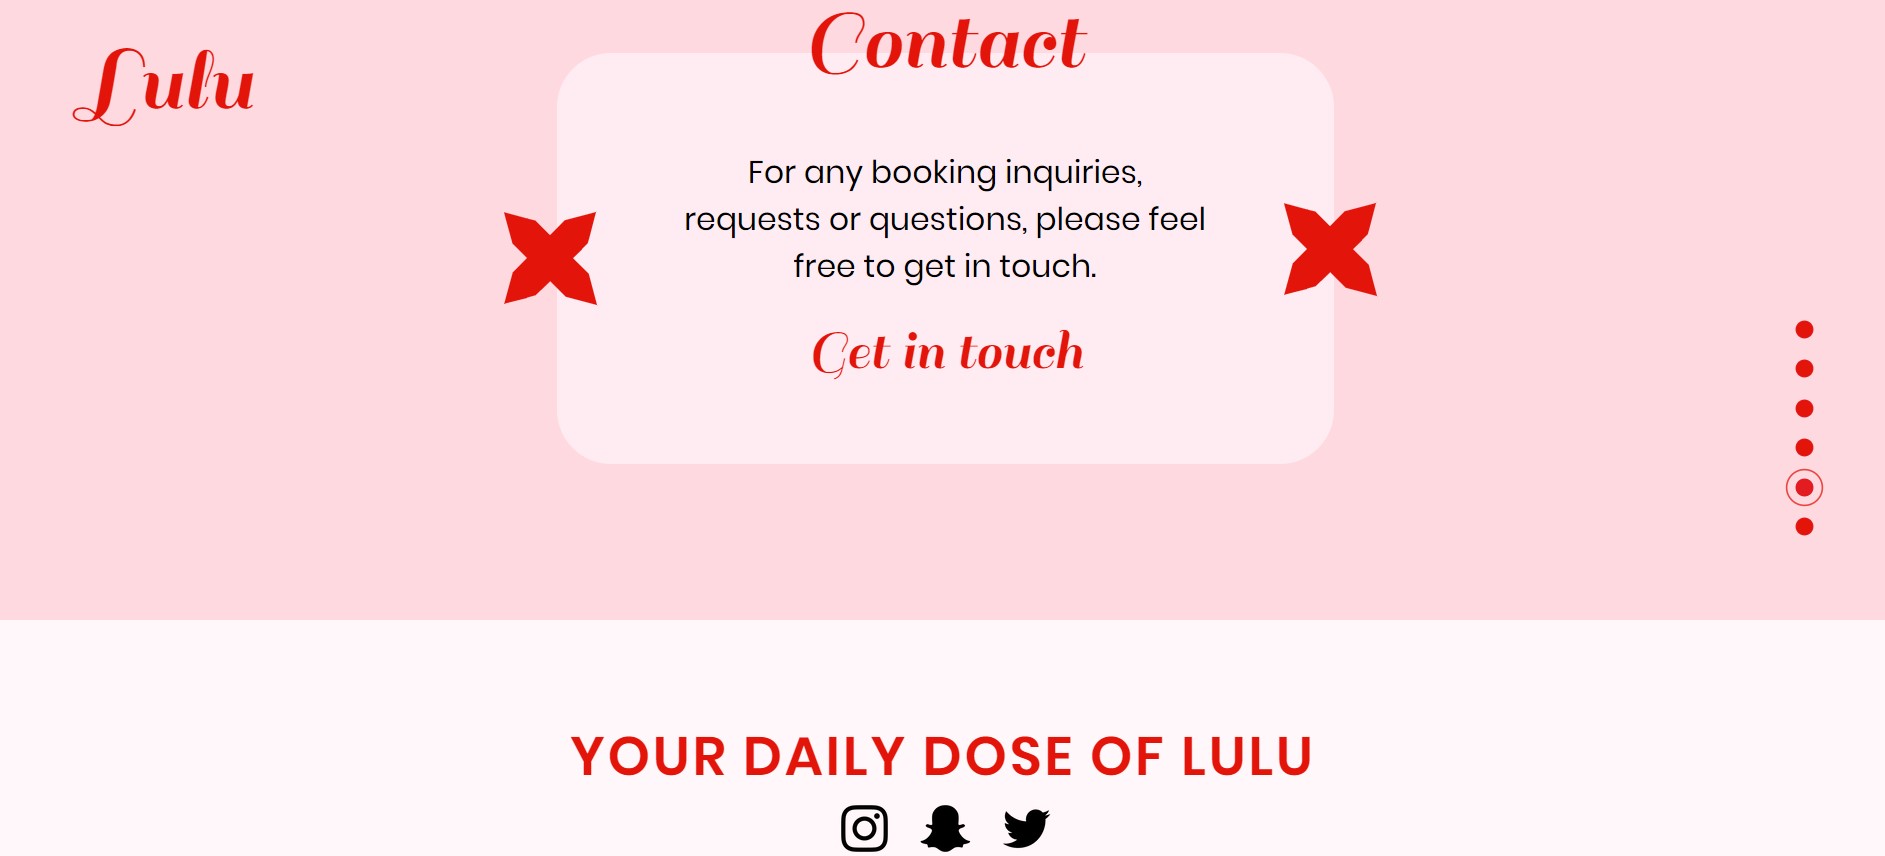 Contact
Lulu
For any booking inquiries,
requests or questions, please feel
free to get in touch.
Get in touch
YOUR DAILY DOSE OF LULU